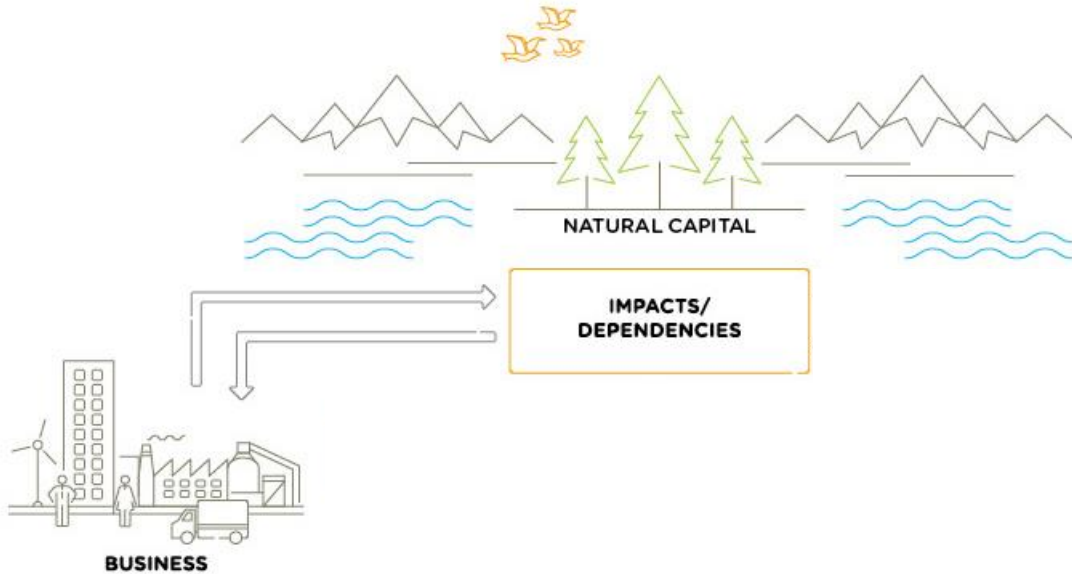 NATURAL CAPITAL
IMPACTS/
DEPENDENCIES
BUSINESS